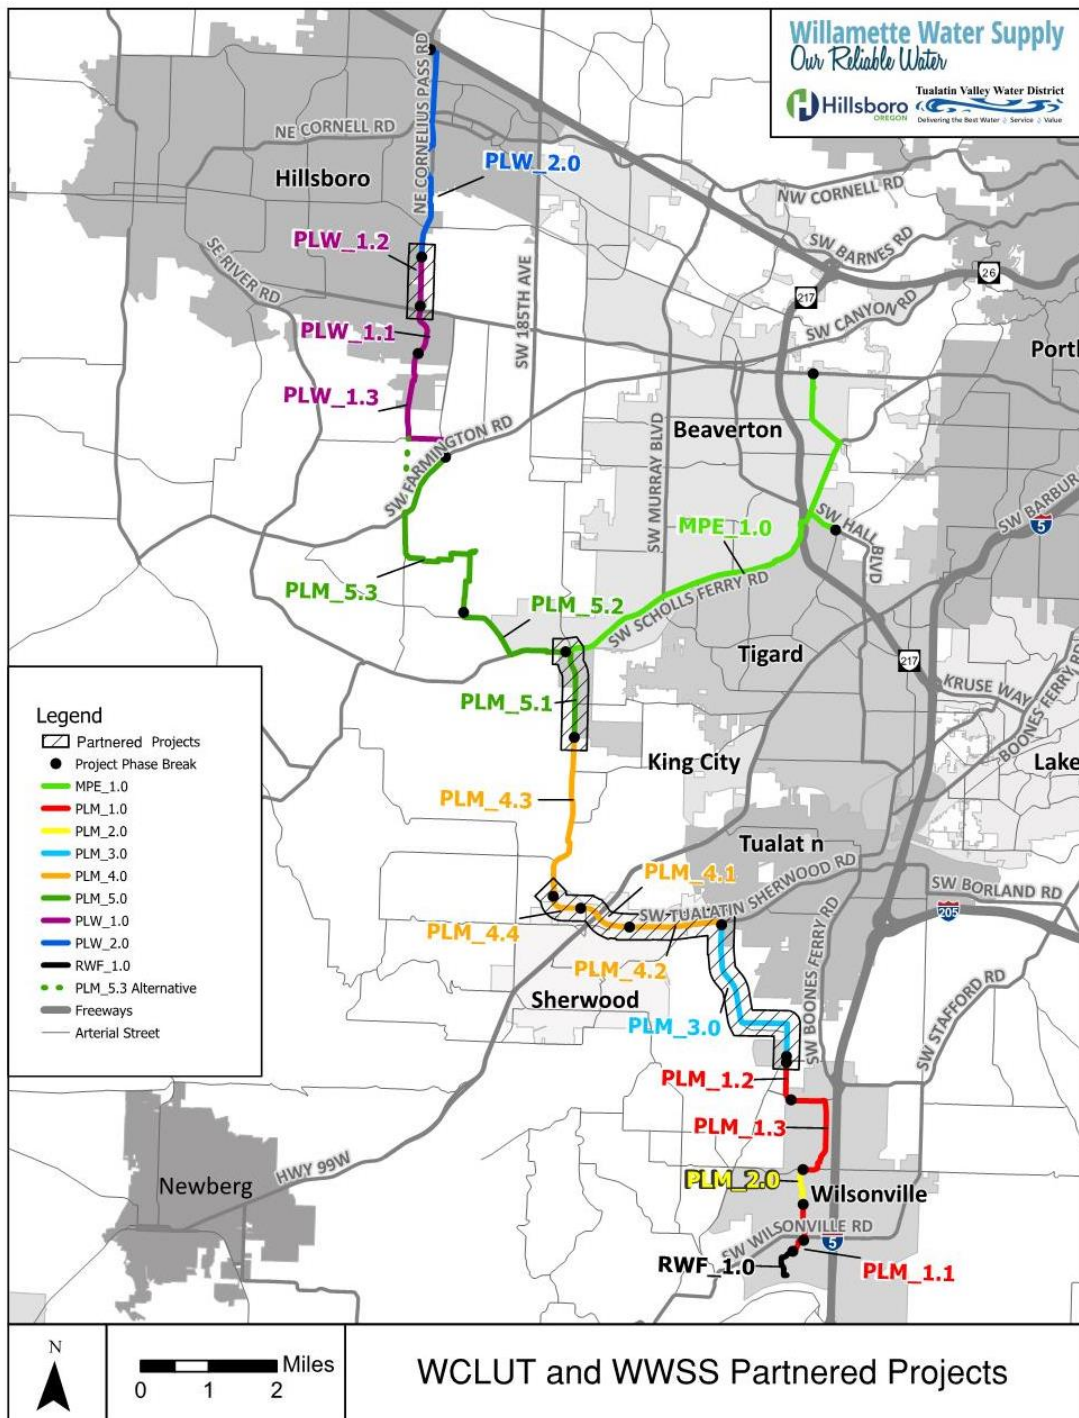 Willamette Water Supply
Our Reliable Water
Hillsboro
OREGON
Tualatin Valley Water District
Delivering the Best Water Service Value
NE CORNELIUS PASS RD
NE CORNELL RD
Hillsboro
PLW_2.0
NW CORNELL RD
SW BARNES RD
PLW_1.2
SE RIVER RD
SW 185TH AVE
26
217
SW CANYON RD
PLW_1.1
Portl
PLW_1.3
SW FARMINGTON RD
SW MURRAY BLVD
Beaverton
SW BARBUR
5
SW HALL BLVD
MPE_1.0
PLM_5.3
PLM_5.2
SW SCHOLLS FERRY RD
Tigard
217
KRUSE WAY
BOONES FERRY RD
PLM_5.1
King City
Lake
PLM_4.3
Tualat n
PLM_4.1
SW TUALATIN SHERWOOD RD
SW BORLAND RD
205
PLM_4.4
PLM_4.2
SW BOONES FERRY RD
SW STAFFORD RD
Sherwood
PLM_3.0
PLM_1.2
PLM_1.3
HWY 99W
Newberg
PLM_2.0
Wilsonville
SW WILSONVILLE RD
5
RWF_1.0
PLM_1.1
Legend
Partnered Projects
Project Phase Break
MPE_1.0
PLM_1.0
PLM_2.0
PLM_3.0
PLM_4.0
PLM_5.0
PLW_1.0
PLW_2.0
RWF_1.0
PLM_5.3 Alternative
Freeways
Arterial Street
N
Miles
0 1 2
WCLUT and WWSS Partnered Projects